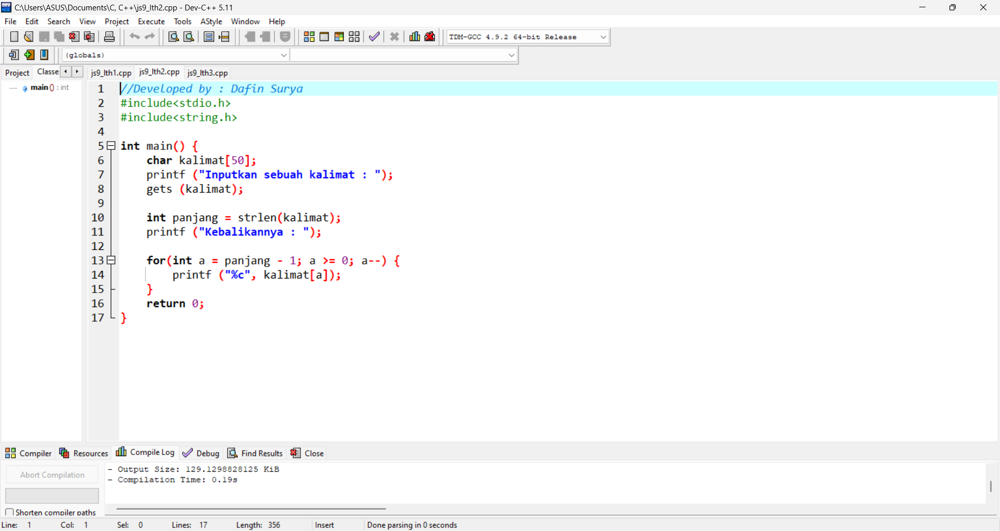 C:\Users\ASUS\Documents\C, C++\js9_lth2.cpp - Dev-C++ 5.11
File Edit Search View Project Execute Tools AStyle Window Help
TDM-GCC 4.9.2 64-bit Release
(globals)
Project Classe js9_lth1.cpp js9_lth2.cpp js9_lth3.cpp
main () : int
1 //Developed by : Dafin Surya
2 #include<stdio.h>
3 #include<string.h>
4
5 int main() {
6 char kalimat[50];
7 printf ("Inputkan sebuah kalimat : ");
8 gets (kalimat);
9
10 int panjang = strlen(kalimat);
11 printf ("Kebalikannya : ");
12
13 for(int a = panjang - 1; a >= 0; a--) {
14 printf ("%c", kalimat[a]);
15 }
16 return 0;
17 }
Compiler Resources Compile Log Debug Find Results Close
Abort Compilation
- Output Size: 129.1298828125 KiB
- Compilation Time: 0.19s
Shorten compiler paths
Line: 1 Col: 1 Sel: 0 Lines: 17 Length: 356 Insert Done parsing in 0 seconds